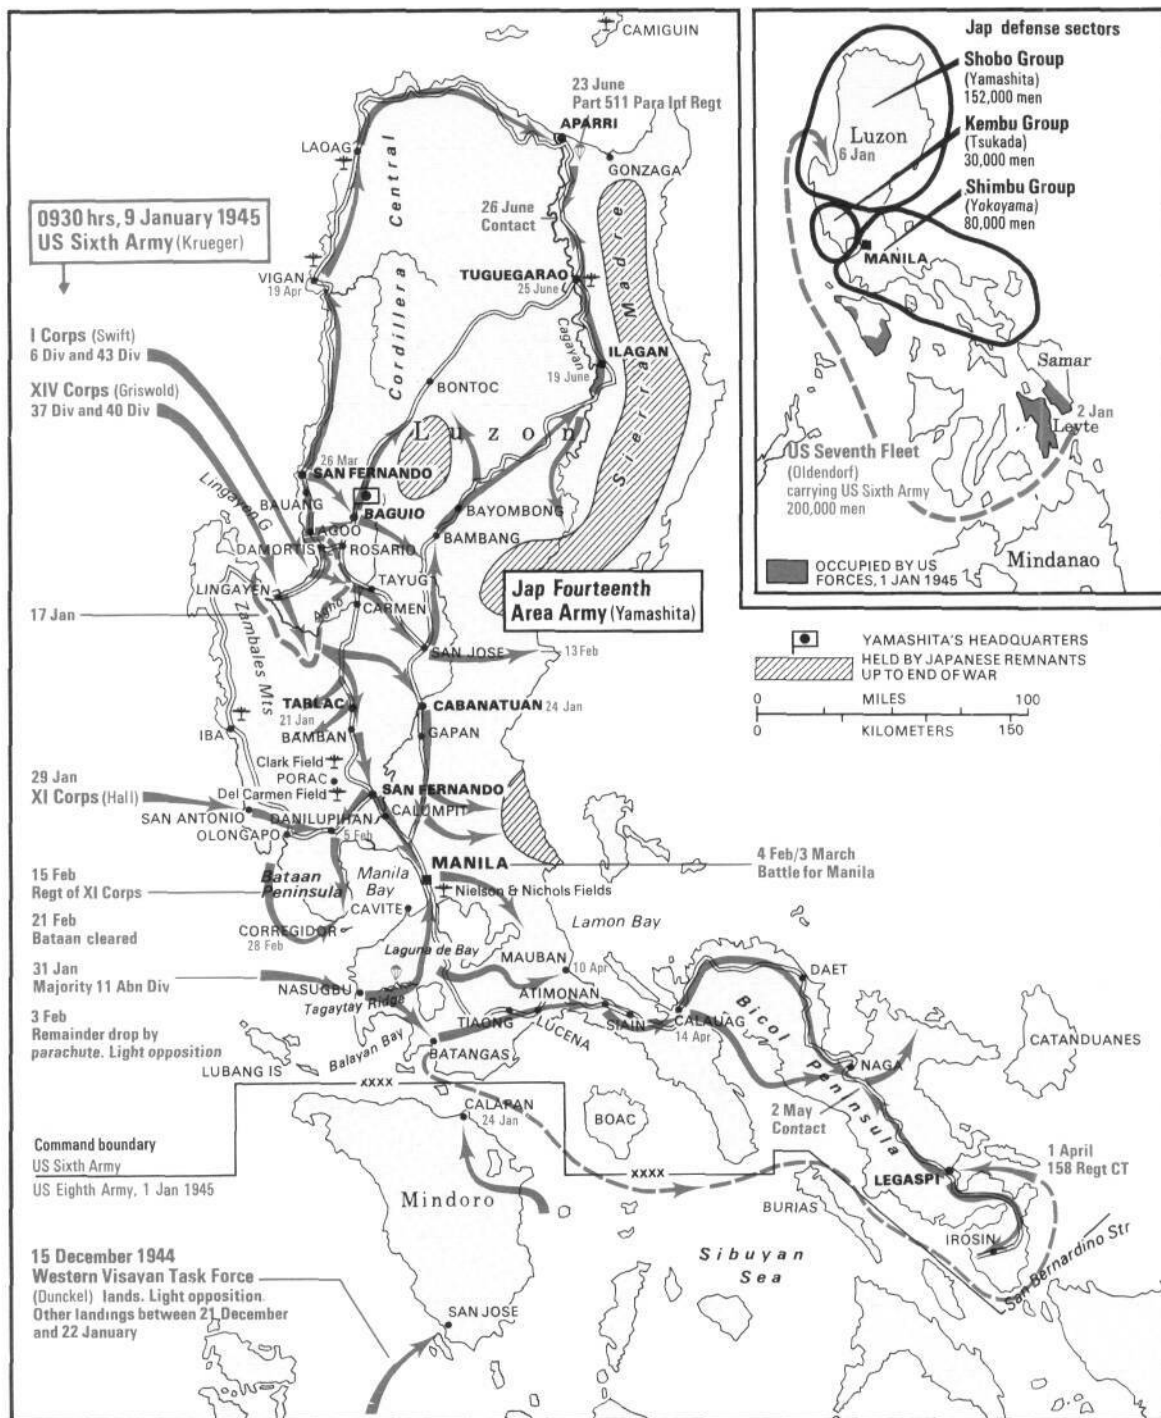 CAMIGUIN
23 June
Part 511 Para Inf Regt
APARRI
LAOAG
GONZAGA
Cordillera Central
0930 hrs, 9 January 1945
US Sixth Army (Krueger)
26 June
Contact
Sierra Madre
VIGAN
19 Apr
TUGUEGARAO
25 June
Cagayan
I Corps (Swift)
6 Div and 43 Div
ILAGAN
19 June
XIV Corps (Griswold)
37 Div and 40 Div
BONTOC
Luzon
26 Mar
SAN FERNANDO
Lingayen G
BAUANG
BAGUIO
BAYOMBONG
AGOO
BAMBANG
DAMORTIS
ROSARIO
TAYUG
LINGAYEN
Agno
CARMEN
Jap Fourteenth
Area Army (Yamashita)
17 Jan
Zambales Mts
SAN JOSE
13 Feb
TARLAC
21 Jan
CABANATUAN 24 Jan
IBA
BAMBAN
GAPAN
Clark Field
PORAC
Del Carmen Field
29 Jan
XI Corps (Hall)
SAN FERNANDO
SAN ANTONIO
DANILUPIHAN
CALUMPIT
OLONGAPO
5 Feb
MANILA
4 Feb/3 March
Battle for Manila
15 Feb
Regt of XI Corps
Bataan
Peninsula
Manila
Bay
Nielson & Nichols Fields
CAVITE
21 Feb
Bataan cleared
CORREGIDOR
28 Feb
Lamon Bay
Laguna de Bay
MAUBAN
10 Apr
31 Jan
Majority 11 Abn Div
NASUGBU
Tagaytay Ridge
DAET
ATIMONAN
3 Feb
Remainder drop by
parachute. Light opposition
TIAONG
LUCENA
SIAIN
CALAUAG
14 Apr
Bicol Peninsula
Balayan Bay
BATANGAS
LUBANG IS
NAGA
CATANDUANES
xxxx
CALAPAN
24 Jan
BOAC
2 May
Contact
Command boundary
US Sixth Army
US Eighth Army, 1 Jan 1945
xxxx
LEGASPI
1 April
158 Regt CT
Mindoro
BURIAS
IROSIN
San Bernardino Str
Sibuyan
Sea
15 December 1944
Western Visayan Task Force
(Dunckel) lands. Light opposition.
Other landings between 21 December
and 22 January
SAN JOSE
Jap defense sectors
Shobo Group
(Yamashita)
152,000 men
Luzon
6 Jan
Kembu Group
(Tsukada)
30,000 men
Shimbu Group
(Yokoyama)
80,000 men
MANILA
Samar
2 Jan
Leyte
US Seventh Fleet
(Oldendorf)
carrying US Sixth Army
200,000 men
Mindanao
OCCUPIED BY US
FORCES, 1 JAN 1945
YAMASHITA'S HEADQUARTERS
HELD BY JAPANESE REMNANTS
UP TO END OF WAR
0 MILES 100
0 KILOMETERS 150